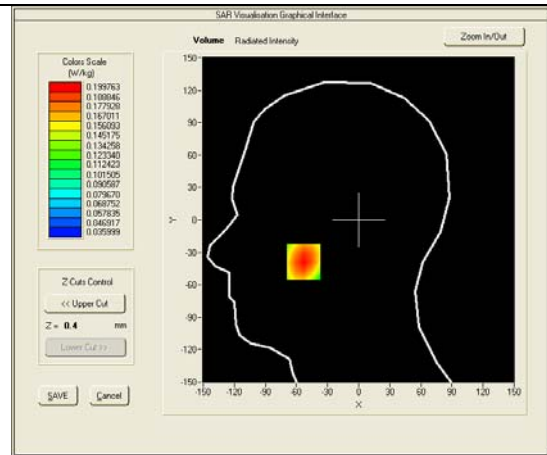 SAR Visualisation Graphical Interface
Volume Radiated Intensity
Zoom In/Out
Colors Scale
(W/kg)
0.199763
0.188846
0.177928
0.167011
0.156093
0.145175
0.134258
0.123340
0.112423
0.101505
0.090587
0.079670
0.068752
0.057835
0.046917
0.035999
Z Cuts Control
<< Upper Cut
Z = 0.4 mm
Lower Cut >>
SAVE Cancel
150
120
90
60
30
0
-30
-60
-90
-120
-150
Y
-150 -120 -90 -60 -30 0 30 60 90 120 150
X